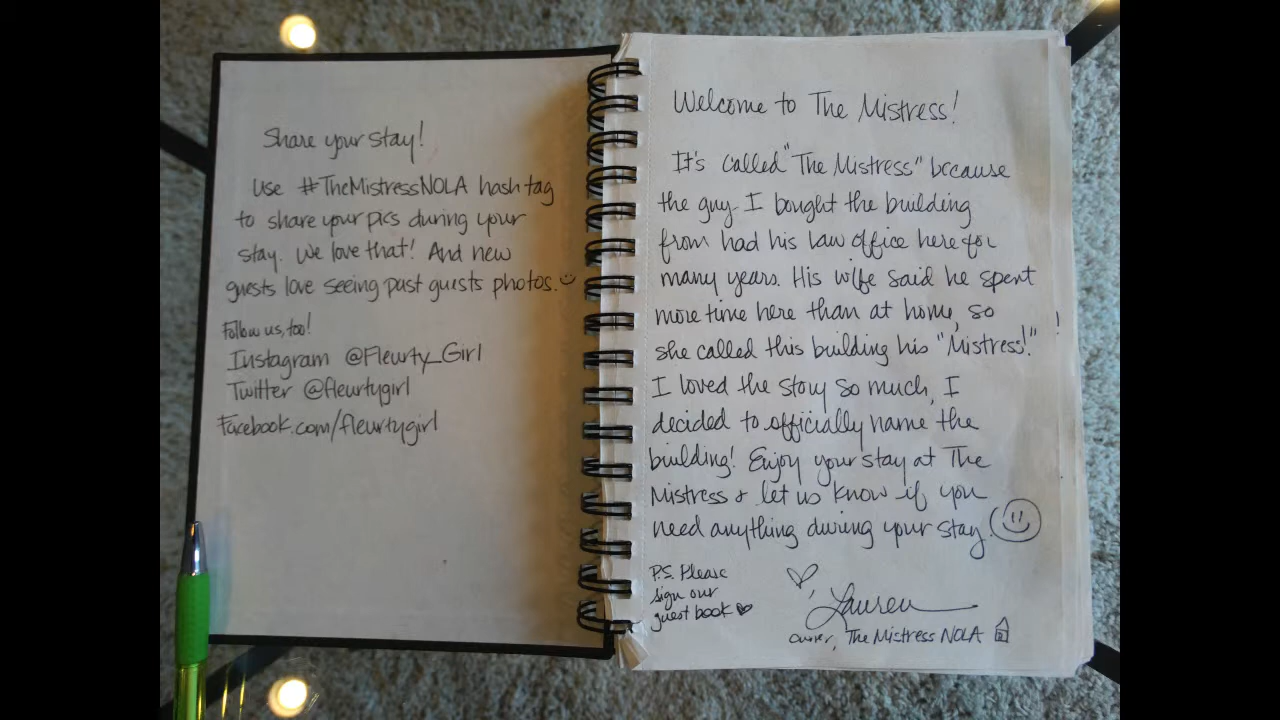 Share your stay!
Use #TheMistressNOLA hashtag
to share your pics during your
stay. We love that! And new
guests love seeing past guests photos.
Follow us, too!
Instagram @Fleurty_Girl
Twitter @fleurtygirl
Facebook.com/fleurtygirl
Welcome to The Mistress!
It's called "The Mistress" because
the guy I bought the building
from had his law office here for
many years. His wife said he spent
more time here than at home, so
she called this building his "Mistress!"!
I loved the story so much, I
decided to officially name the
building! Enjoy your stay at The
Mistress & let us know if you
need anything during your stay.
P.S. Please
sign our
guest book ♥
♡,
Lauren
owner, The Mistress NOLA